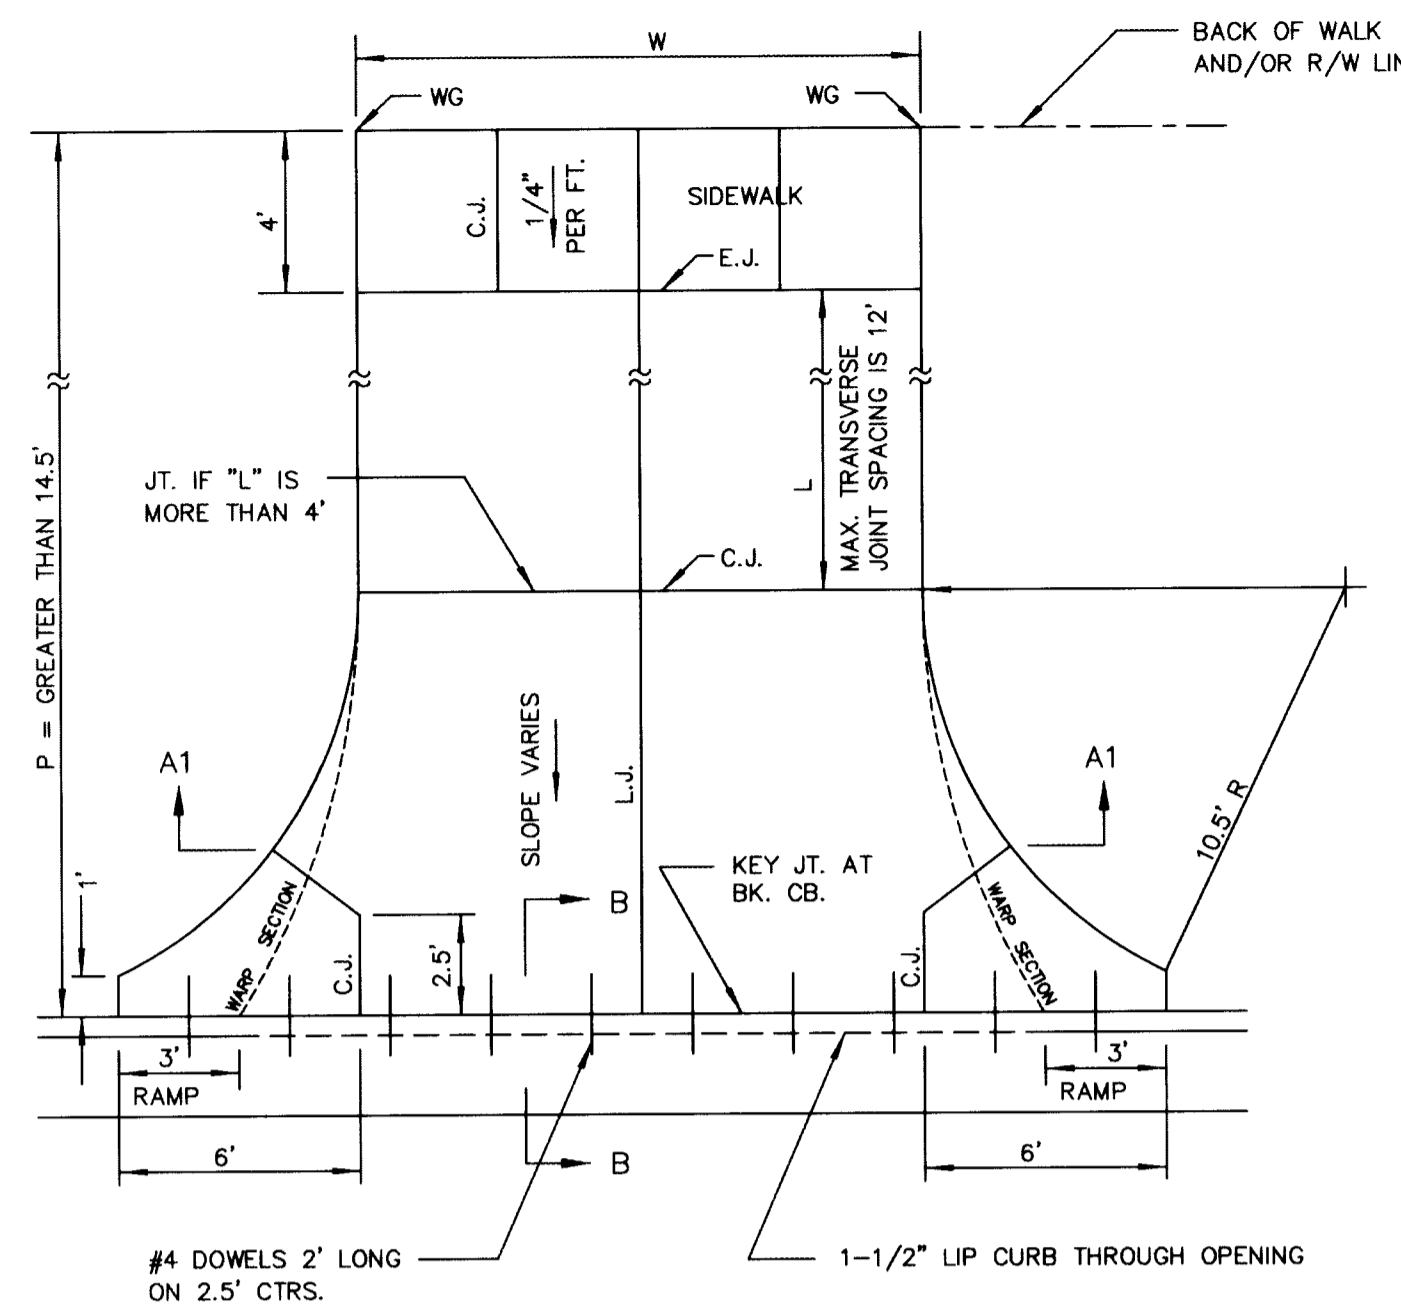 W
BACK OF WALK
AND/OR R/W LIN
WG
WG
4'
C.J.
1/4"
PER FT.
SIDEWALK
E.J.
P = GREATER THAN 14.5'
JT. IF "L" IS
MORE THAN 4'
L
MAX. TRANSVERSE
JOINT SPACING IS 12'
C.J.
A1
SLOPE VARIES
L.J.
A1
10.5' R
1'
WARP SECTION
C.J.
2.5'
B
KEY JT. AT
BK. CB.
C.J.
WARP SECTION
3'
RAMP
3'
RAMP
6'
B
6'
#4 DOWELS 2' LONG
ON 2.5' CTRS.
1-1/2" LIP CURB THROUGH OPENING